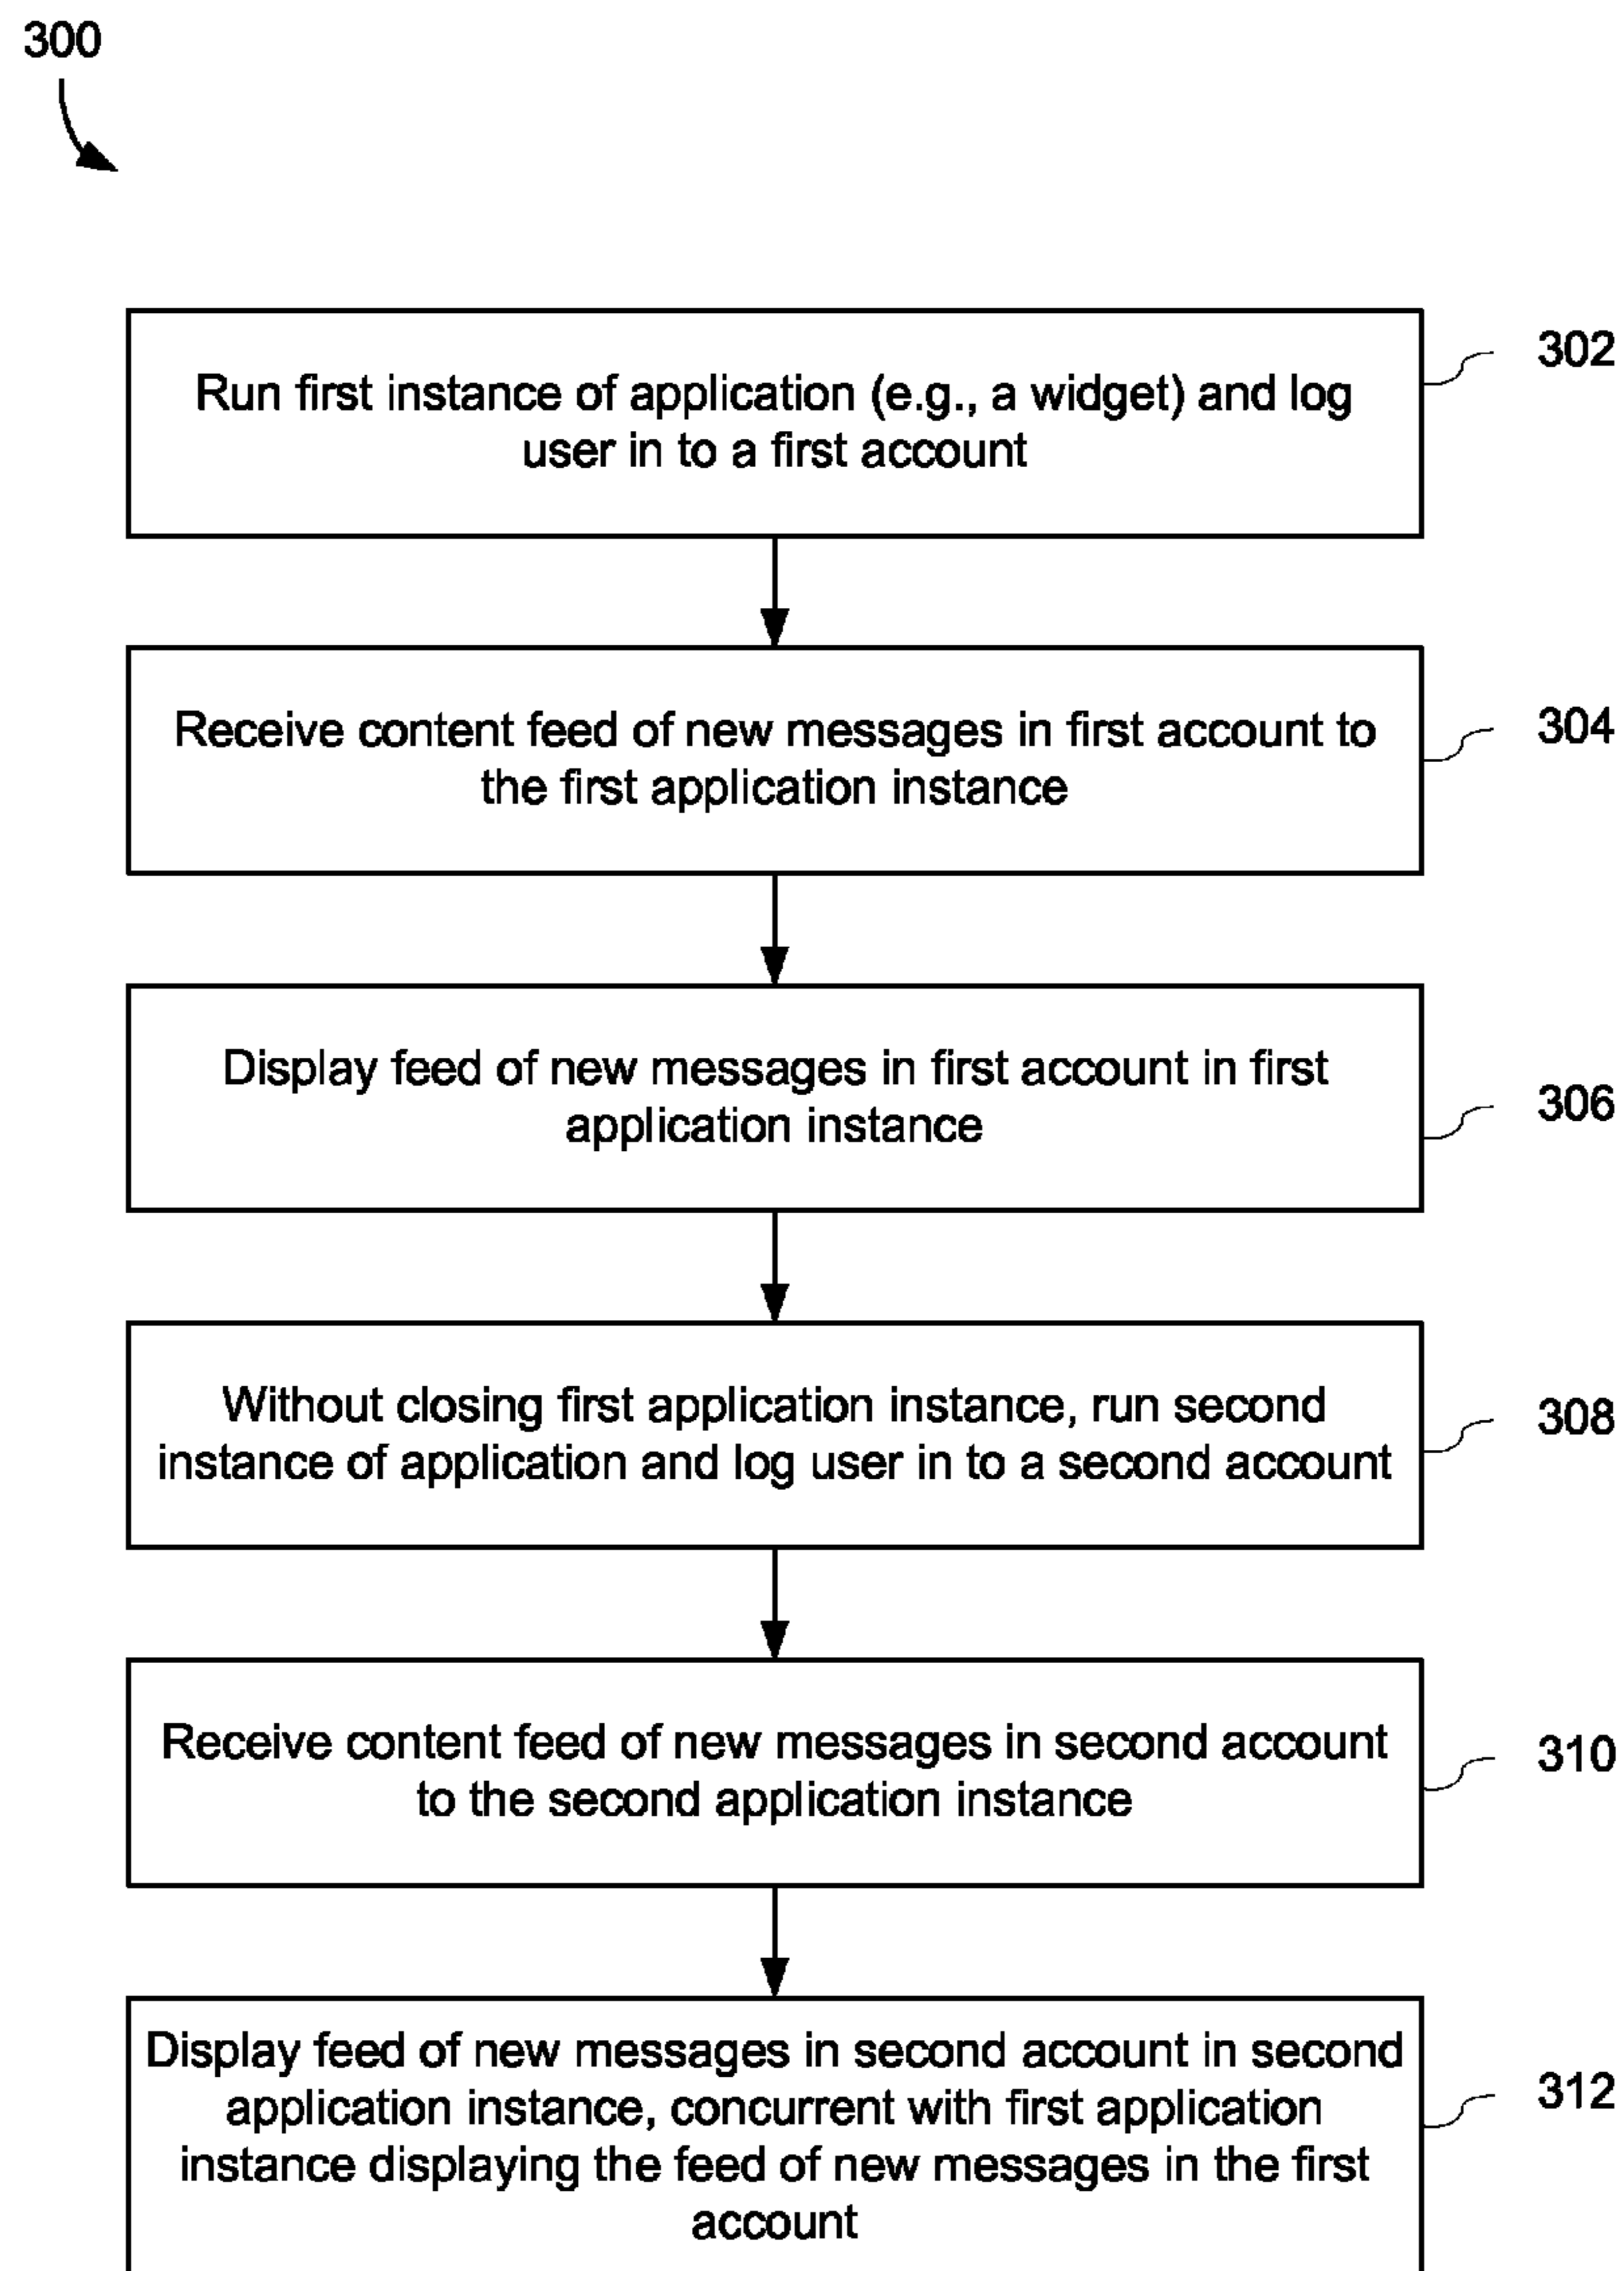 300
Run first instance of application (e.g., a widget) and log
user in to a first account
302
Receive content feed of new messages in first account to
the first application instance
304
Display feed of new messages in first account in first
application instance
306
Without closing first application instance, run second
instance of application and log user in to a second account
308
Receive content feed of new messages in second account
to the second application instance
310
Display feed of new messages in second account in second
application instance, concurrent with first application
instance displaying the feed of new messages in the first
account
312